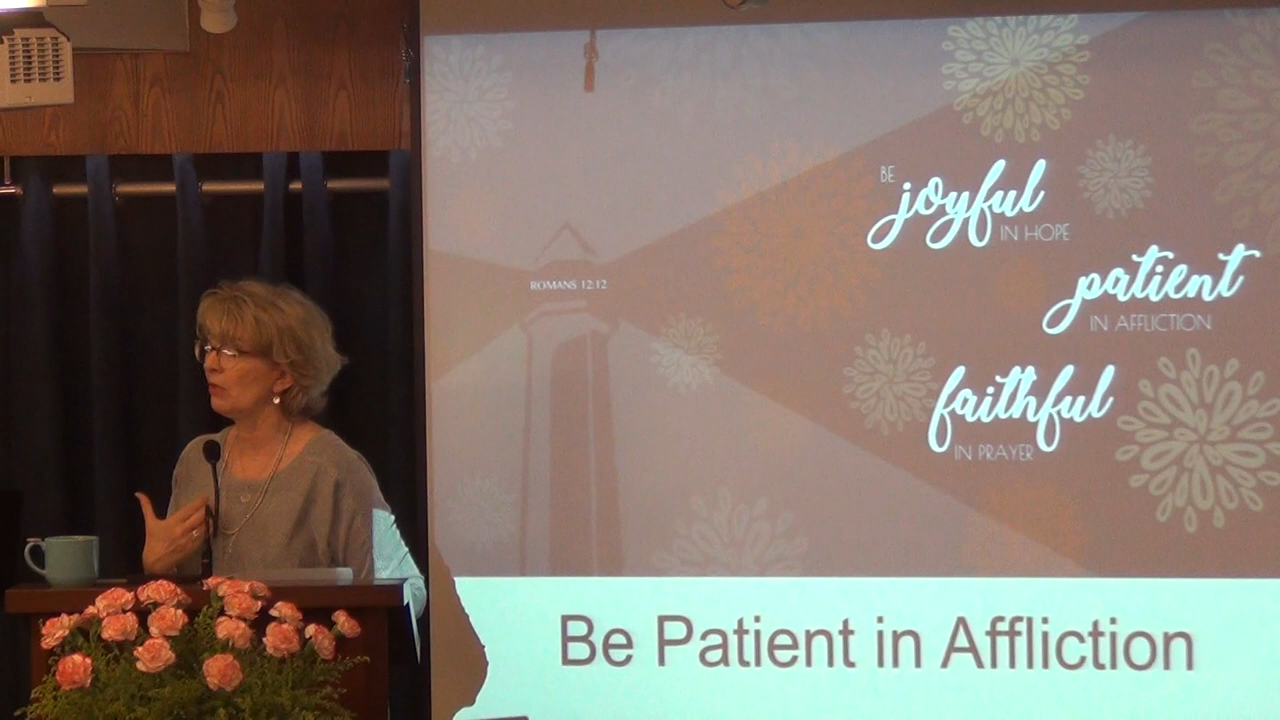 BE
joyful
IN HOPE
patient
IN AFFLICTION
ROMANS 12:12
faithful
IN PRAYER
Be Patient in Affliction